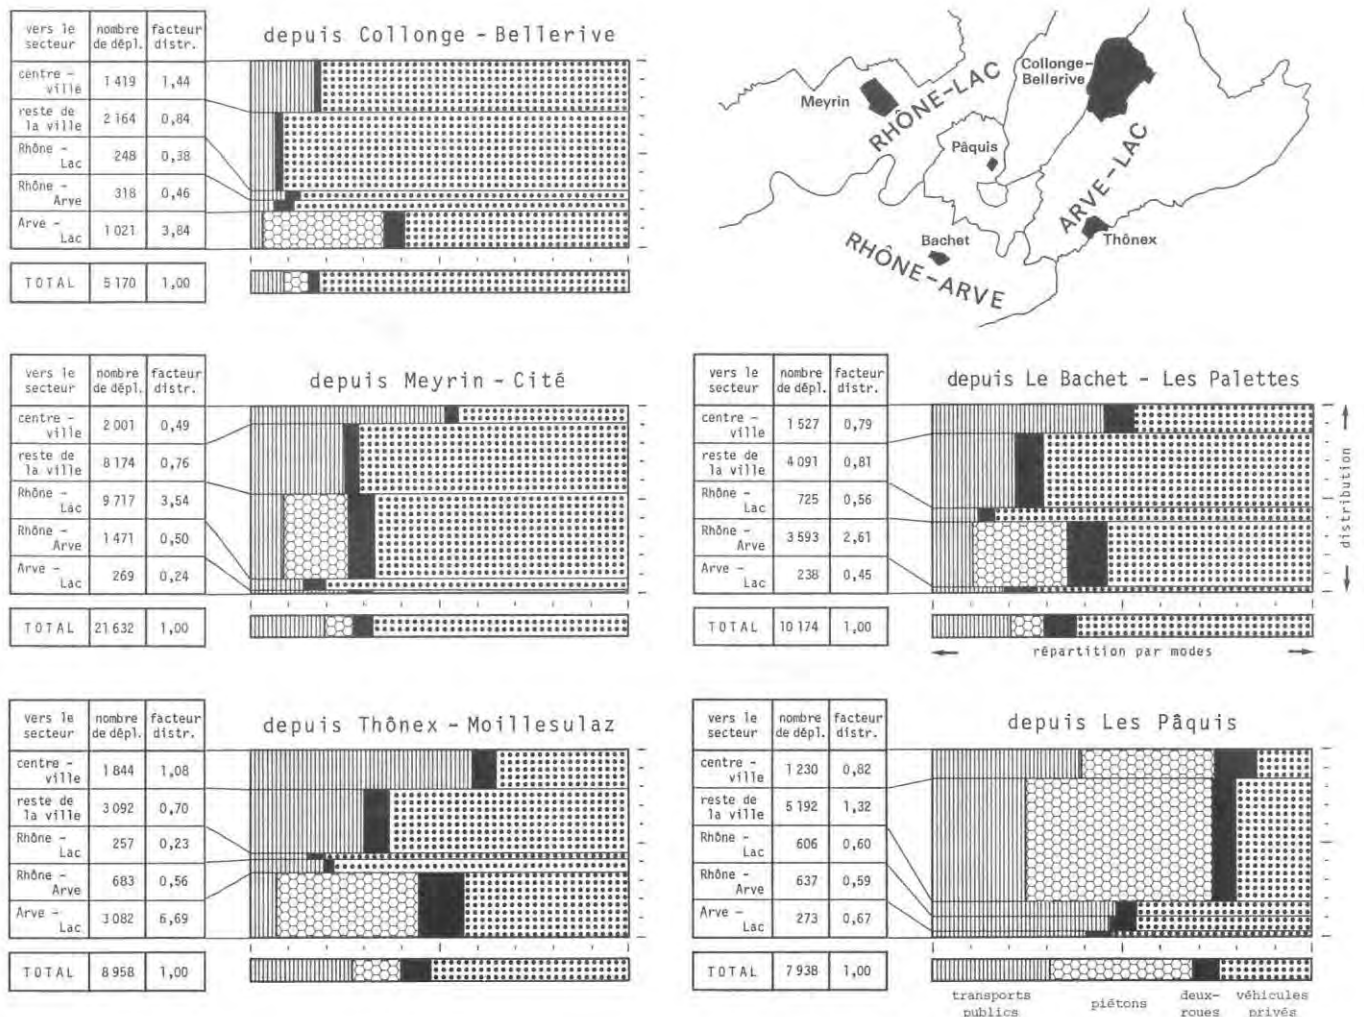 depuis Collonge - Bellerive
vers le secteur | nombre de dépl. | facteur distr.
centre - ville | 1 419 | 1,44
reste de la ville | 2 164 | 0,84
Rhône - Lac | 248 | 0,38
Rhône - Arve | 318 | 0,46
Arve - Lac | 1 021 | 3,84
TOTAL | 5 170 | 1,00
Collonge-
Bellerive
Meyrin
RHÔNE-LAC
Pâquis
ARVE-LAC
Bachet
Thônex
RHÔNE-ARVE
depuis Meyrin - Cité
vers le secteur | nombre de dépl. | facteur distr.
centre - ville | 2 001 | 0,49
reste de la ville | 8 174 | 0,76
Rhône - Lac | 9 717 | 3,54
Rhône - Arve | 1 471 | 0,50
Arve - Lac | 269 | 0,24
TOTAL | 21 632 | 1,00
depuis Le Bachet - Les Palettes
vers le secteur | nombre de dépl. | facteur distr.
centre - ville | 1 527 | 0,79
reste de la ville | 4 091 | 0,81
Rhône - Lac | 725 | 0,56
Rhône - Arve | 3 593 | 2,61
Arve - Lac | 238 | 0,45
TOTAL | 10 174 | 1,00
distribution
répartition par modes
depuis Thônex - Moillesulaz
vers le secteur | nombre de dépl. | facteur distr.
centre - ville | 1 844 | 1,08
reste de la ville | 3 092 | 0,70
Rhône - Lac | 257 | 0,23
Rhône - Arve | 683 | 0,56
Arve - Lac | 3 082 | 6,69
TOTAL | 8 958 | 1,00
depuis Les Pâquis
vers le secteur | nombre de dépl. | facteur distr.
centre - ville | 1 230 | 0,82
reste de la ville | 5 192 | 1,32
Rhône - Lac | 606 | 0,60
Rhône - Arve | 637 | 0,59
Arve - Lac | 273 | 0,67
TOTAL | 7 938 | 1,00
transports publics
piétons
deux-roues
véhicules privés